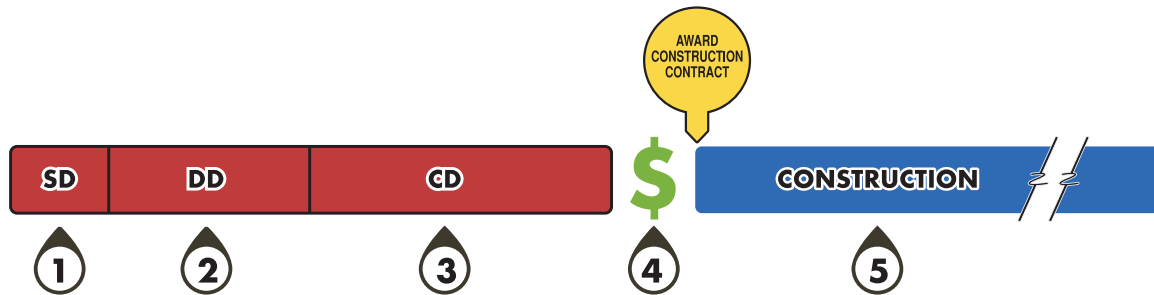 AWARD
CONSTRUCTION
CONTRACT
SD DD CD $ CONSTRUCTION
1 2 3 4 5